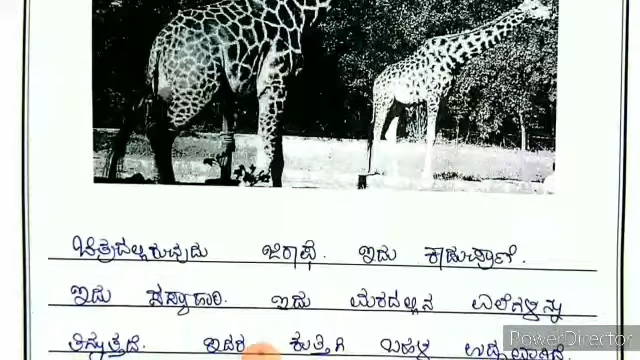 ಚಿತ್ರದಲ್ಲಿರುವುದು ಜಿರಾಫೆ. ಇದು ಕಾಡುಪ್ರಾಣಿ.
ಇದು ಸಸ್ಯಾಹಾರಿ. ಇದು ಮರದಲ್ಲಿನ ಎಲೆಗಳನ್ನು
ತಿನ್ನುತ್ತದೆ. ಇದರ ಕುತ್ತಿಗೆ ಬಹಳ
PowerDirector